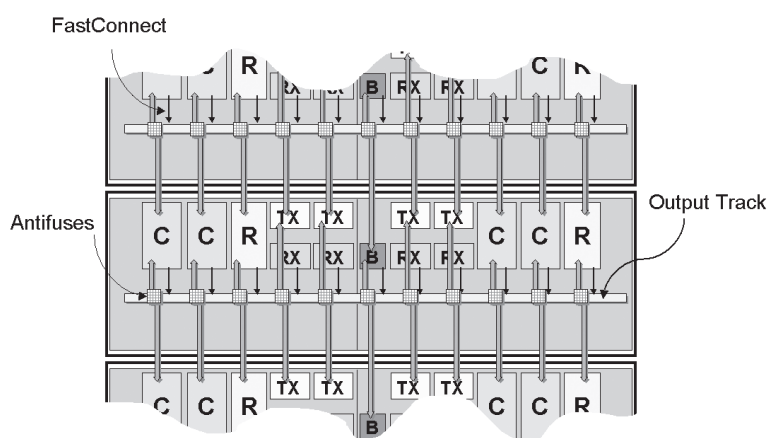 FastConnect
C C R RX RX B RX RX C C R
Antifuses
Output Track
TX TX TX TX
C C R C C R
RX RX B RX RX
TX TX TX TX
C C R C C R
B